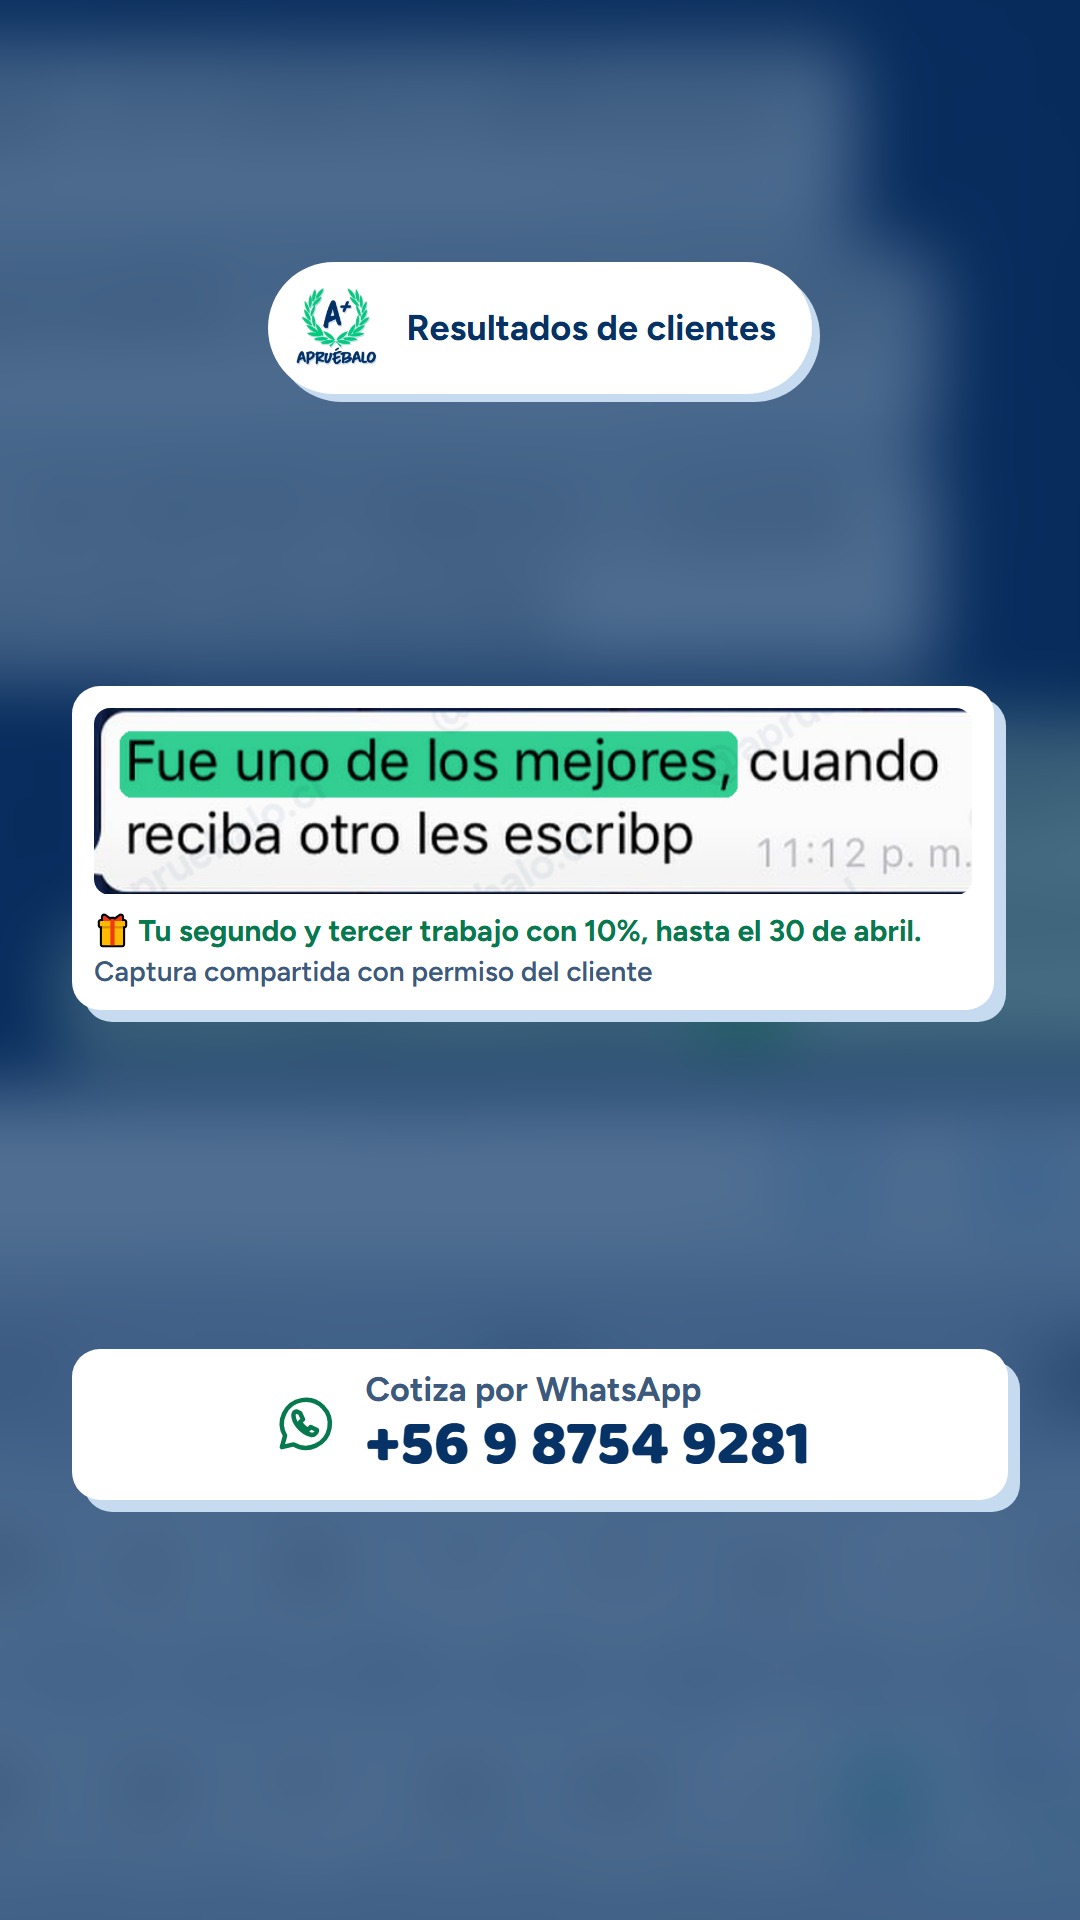 A+
APRUÉBALO
Resultados de clientes
Fue uno de los mejores, cuando
reciba otro les escribp
11:12 p. m.
🎁 Tu segundo y tercer trabajo con 10%, hasta el 30 de abril.
Captura compartida con permiso del cliente
Cotiza por WhatsApp
+56 9 8754 9281